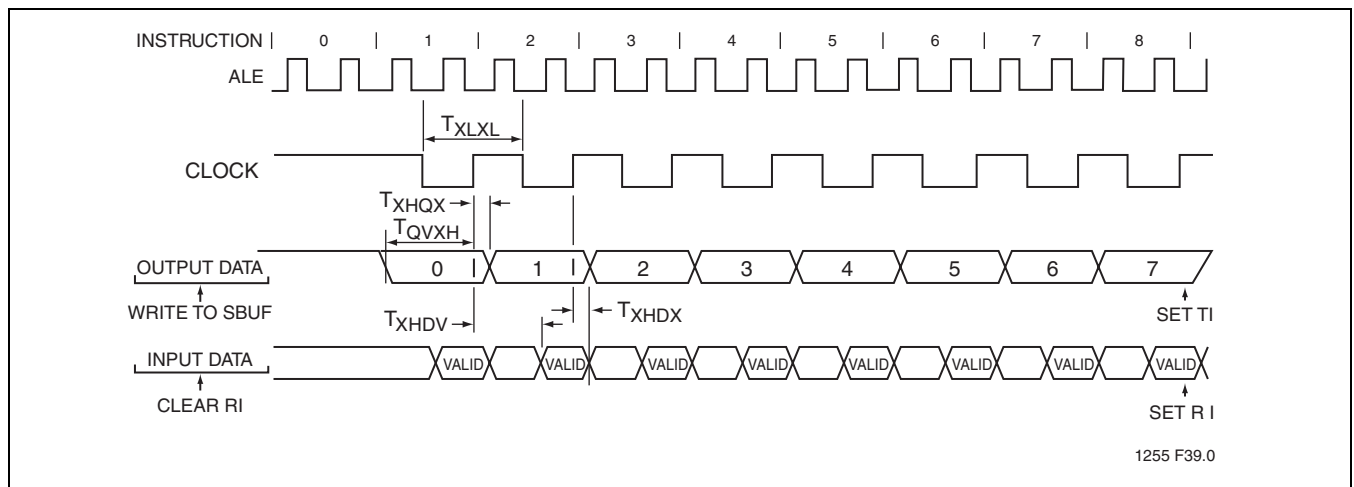 INSTRUCTION | 0 | 1 | 2 | 3 | 4 | 5 | 6 | 7 | 8 |
ALE
TXLXL
CLOCK
TXHQX
TQVXH
OUTPUT DATA 0 1 2 3 4 5 6 7
WRITE TO SBUF
TXHDV
TXHDX
SET TI
INPUT DATA VALID VALID VALID VALID VALID VALID VALID VALID
CLEAR RI
SET R I
1255 F39.0